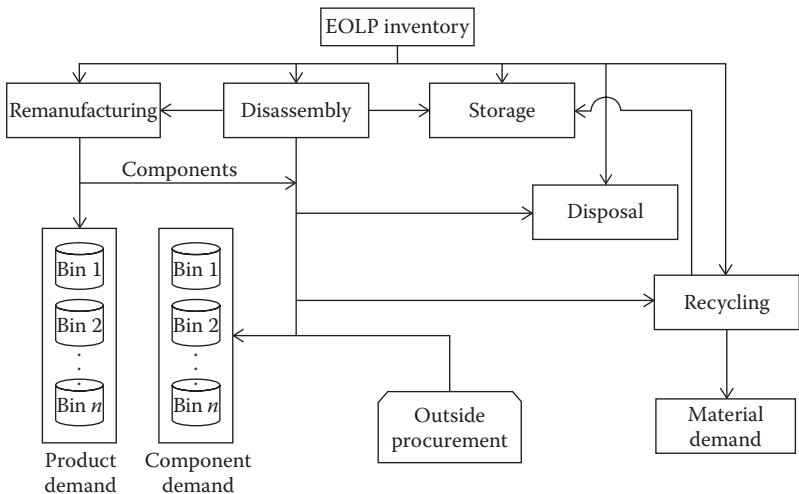 EOLP inventory
Remanufacturing
Disassembly
Storage
Components
Disposal
Bin 1
Bin 2
Bin n
Bin 1
Bin 2
Bin n
Recycling
Outside
procurement
Material
demand
Product
demand
Component
demand